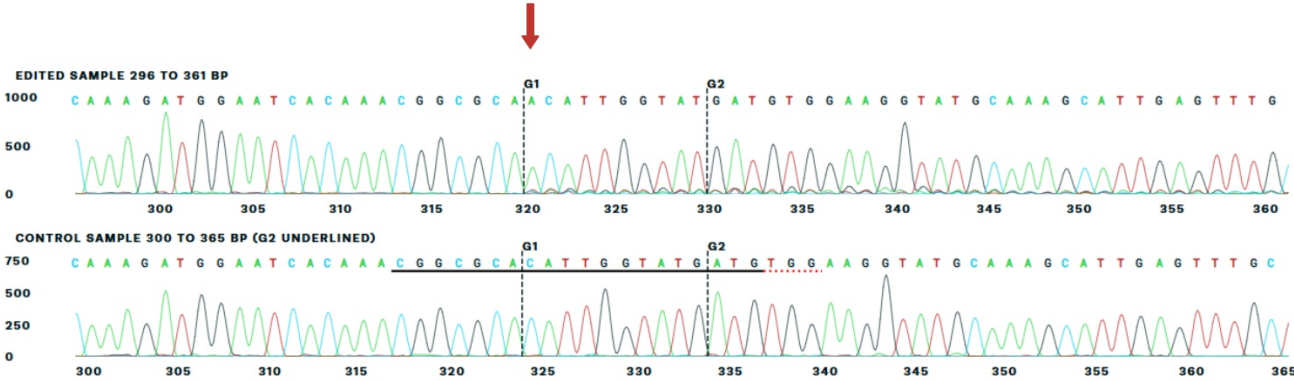 EDITED SAMPLE 296 TO 361 BP
G1 G2
1000 C A A A G A T G G A A T C A C A A A C G G C G C A A C A T T G G T A T G A T G T G G A A G G T A T G C A A A G C A T T G A G T T T G
500
0
300 305 310 315 320 325 330 335 340 345 350 355 360
CONTROL SAMPLE 300 TO 365 BP (G2 UNDERLINED)
G1 G2
750 C A A A G A T G G A A T C A C A A A C G G C G C A C A T T G G T A T G A T G T G G A A G G T A T G C A A A G C A T T G A G T T T G C
500
250
0
300 305 310 315 320 325 330 335 340 345 350 355 360 365